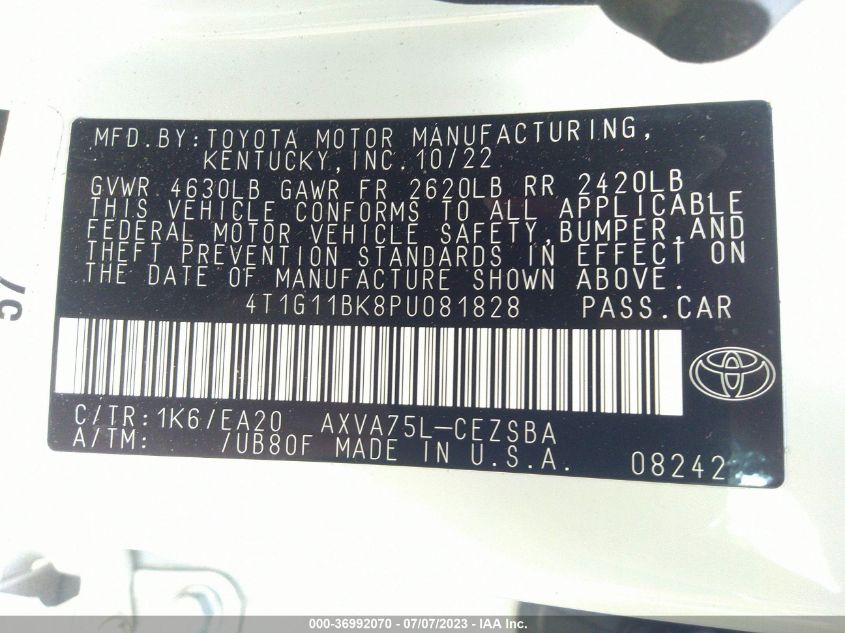 MFD.BY:TOYOTA MOTOR MANUFACTURING,
KENTUCKY,INC.10/22
GVWR 4630LB GAWR FR 2620LB RR 2420LB
THIS VEHICLE CONFORMS TO ALL APPLICABLE
FEDERAL MOTOR VEHICLE SAFETY,BUMPER,AND
THEFT PREVENTION STANDARDS IN EFFECT ON
THE DATE OF MANUFACTURE SHOWN ABOVE.
4T1G11BK8PU081828 PASS.CAR
C/TR:1K6/EA20 AXVA75L-CEZSBA
A/TM: /UB80F MADE IN U.S.A. 08242
57
000-36992070 - 07/07/2023 - IAA Inc.